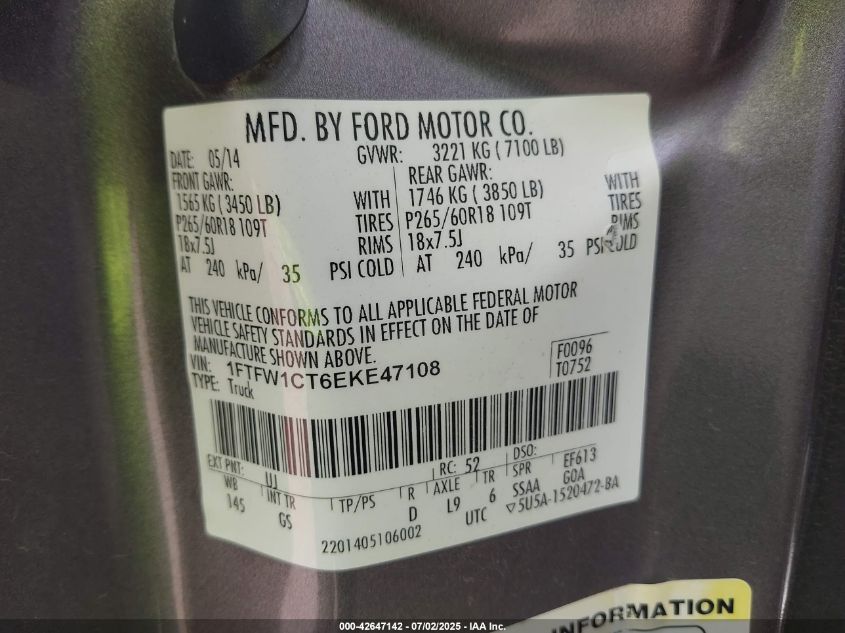 MFD. BY FORD MOTOR CO.
DATE: 05/14 GVWR: 3221 KG ( 7100 LB)
FRONT GAWR: REAR GAWR:
1565 KG ( 3450 LB) WITH 1746 KG ( 3850 LB) WITH
P265/60R18 109T TIRES P265/60R18 109T TIRES
18x7.5J RIMS 18x7.5J RIMS
AT 240 kPa/ 35 PSI COLD AT 240 kPa/ 35 PSI COLD
THIS VEHICLE CONFORMS TO ALL APPLICABLE FEDERAL MOTOR
VEHICLE SAFETY STANDARDS IN EFFECT ON THE DATE OF
MANUFACTURE SHOWN ABOVE.
VIN: 1FTFW1CT6EKE47108 F0096
TYPE: Truck T0752
EXT PNT: UJ RC: 52 DSO: EF613
WB INT TR TP/PS R AXLE TR SPR G0A
145 GS D L9 6 SSAA
2201405106002 UTC ▽5U5A-1520472-BA
INFORMATION
000-42647142 - 07/02/2025 - IAA Inc.